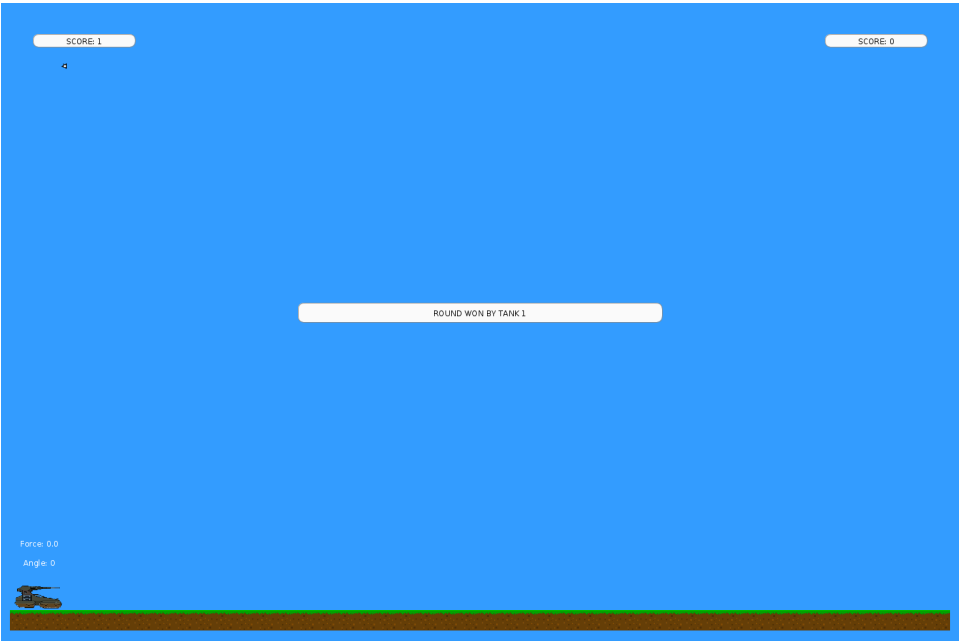 SCORE: 1
SCORE: 0
ROUND WON BY TANK 1
Force: 0.0
Angle: 0